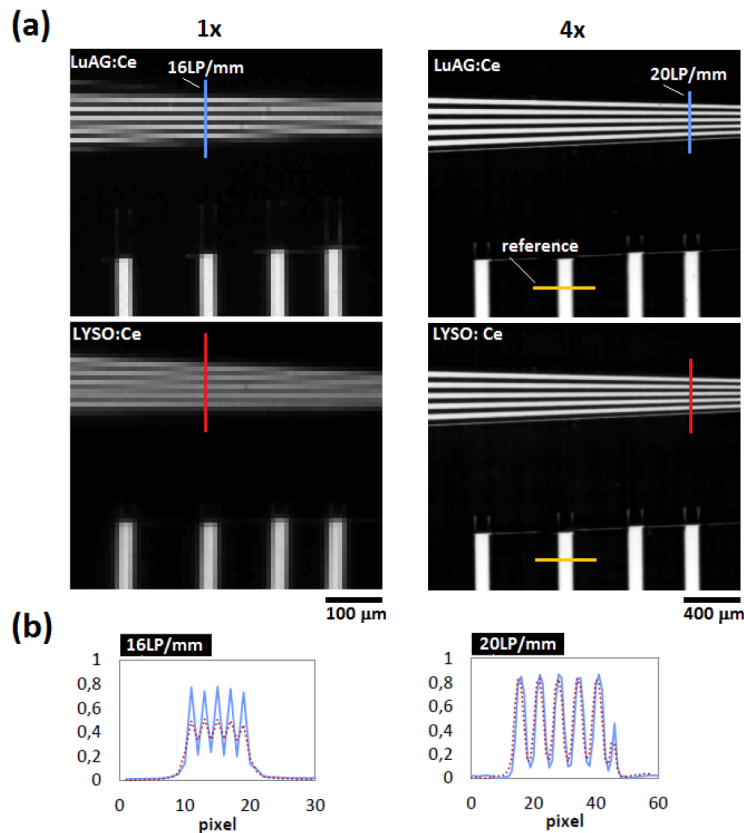 (a)
1x
4x
LuAG:Ce
16LP/mm
LuAG:Ce
20LP/mm
reference
LYSO:Ce
LYSO: Ce
100 µm
400 µm
(b)
16LP/mm
20LP/mm
1
0,8
0,6
0,4
0,2
0
0 10 20 30
pixel
1
0,8
0,6
0,4
0,2
0
0 20 40 60
pixel